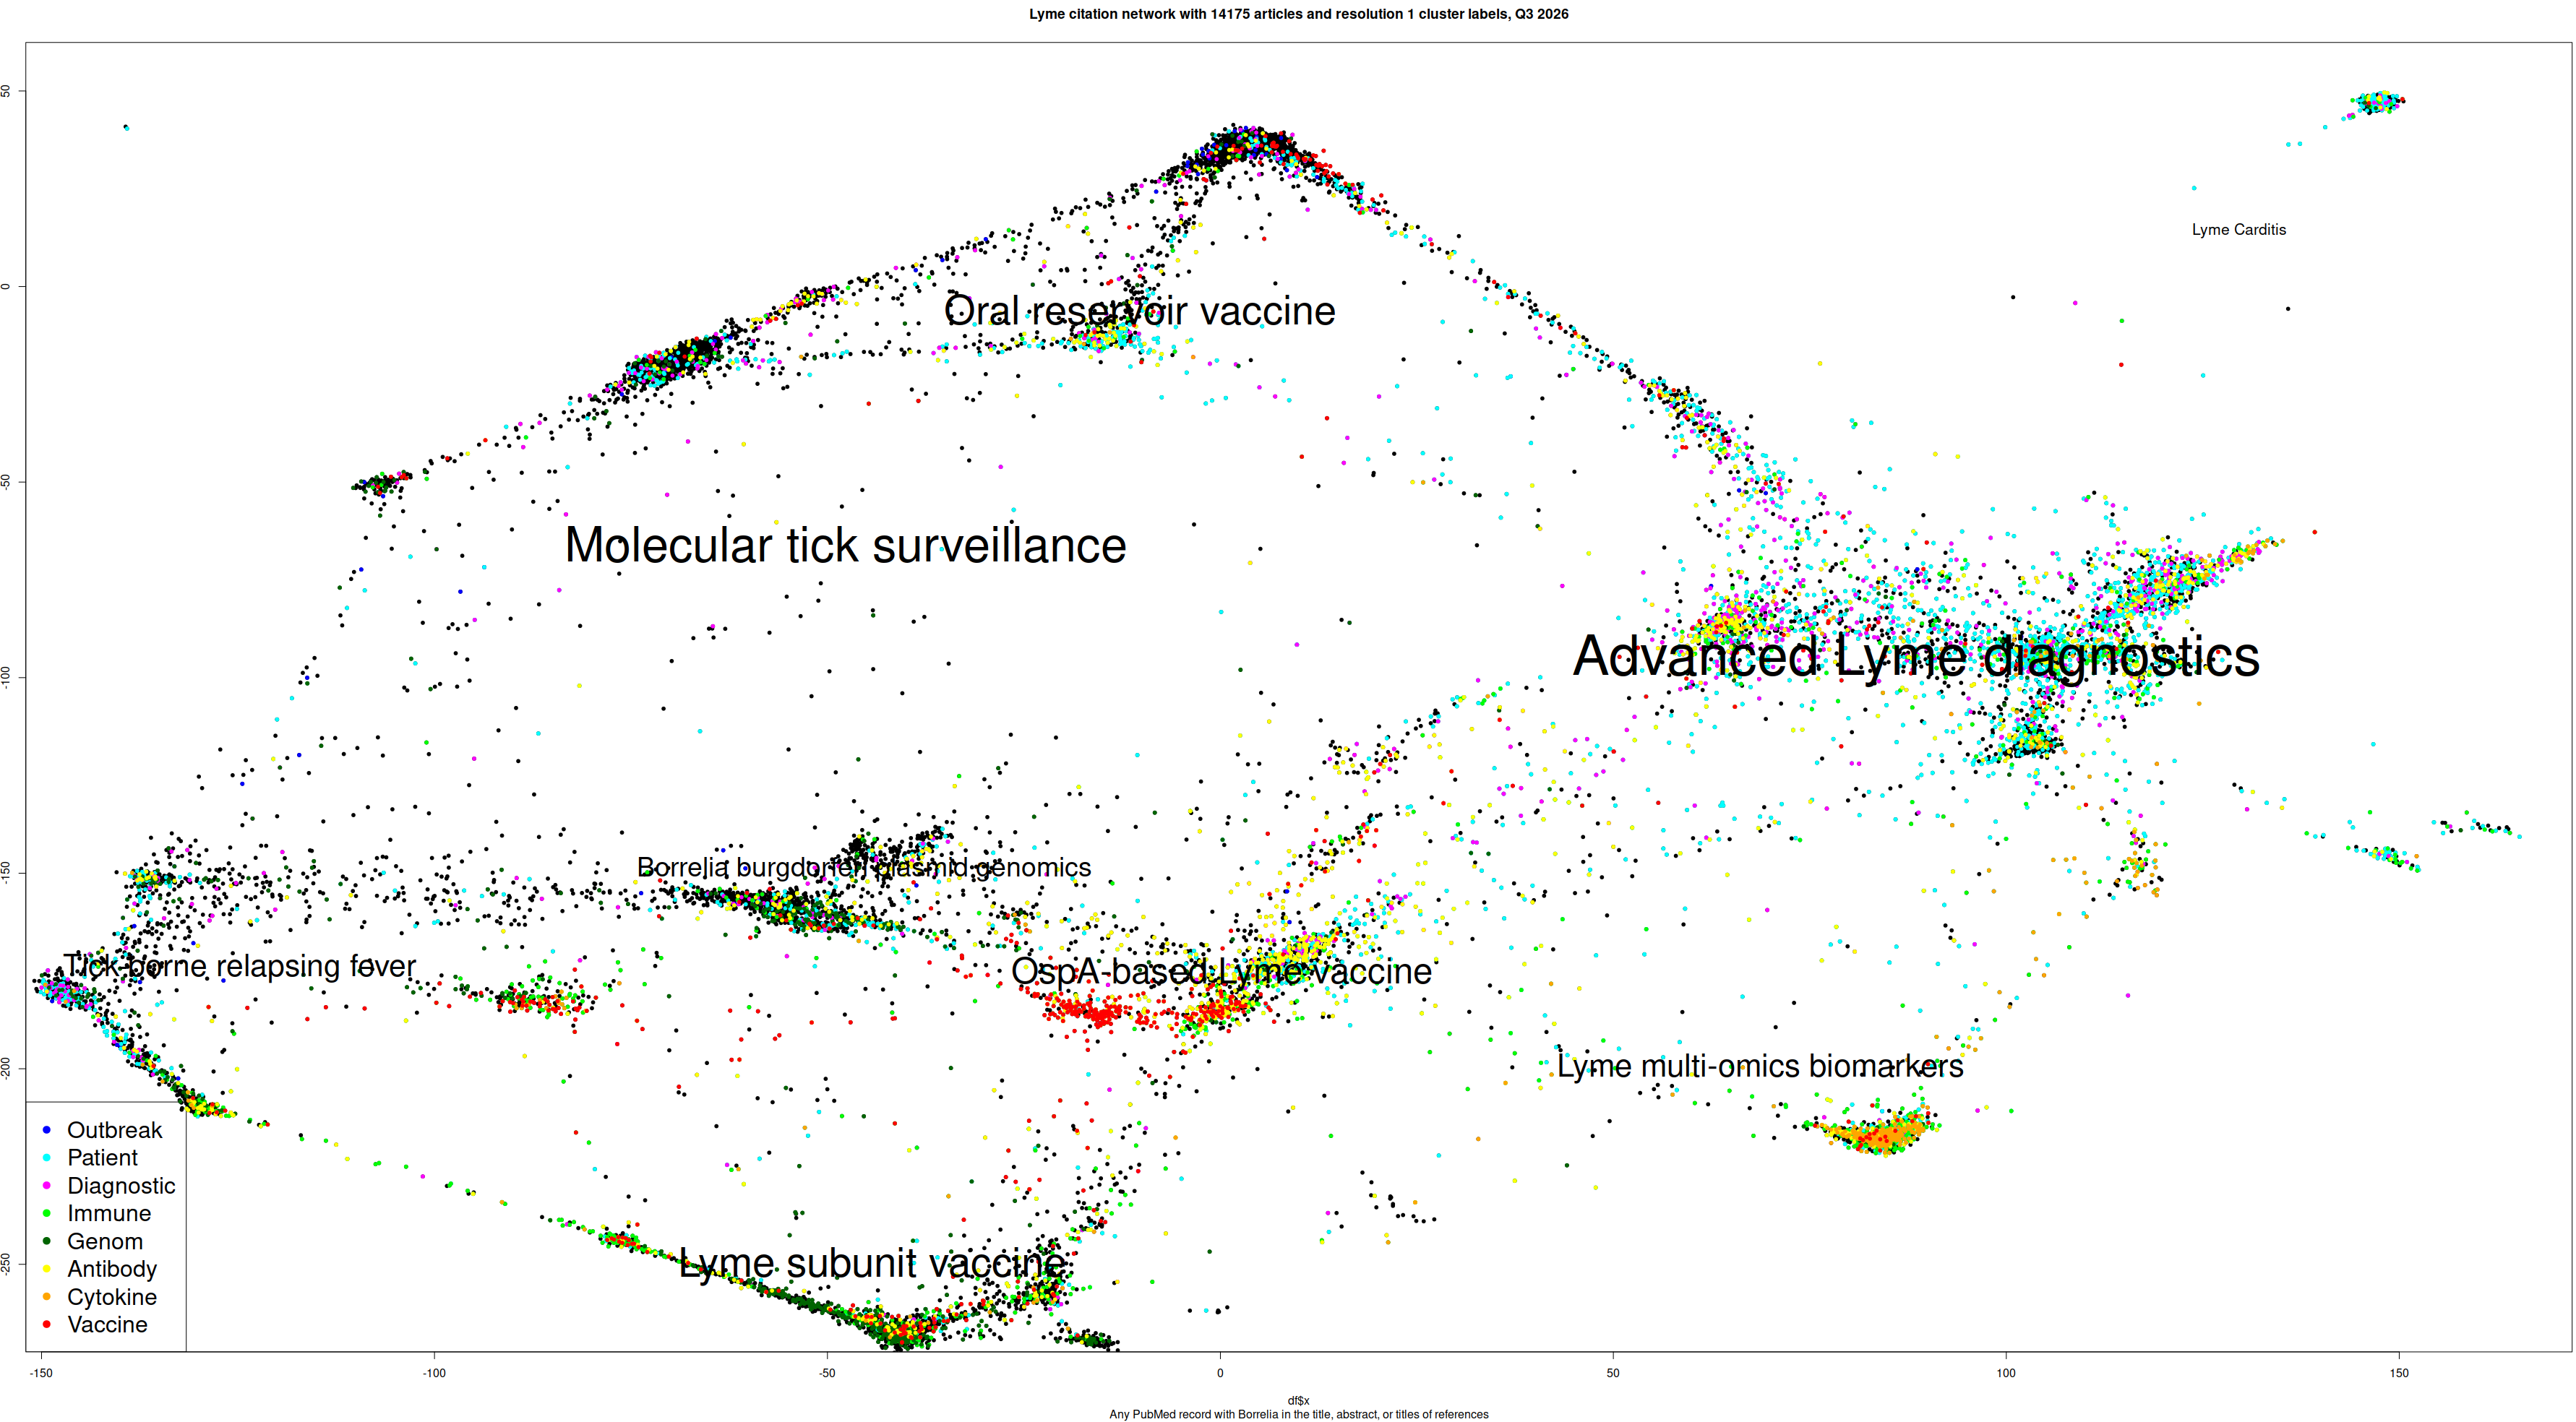 Lyme citation network with 14175 articles and resolution 1 cluster labels, Q3 2026
50
0
-50
-100
-150
-200
-250
Lyme Carditis
Oral reservoir vaccine
Molecular tick surveillance
Advanced Lyme diagnostics
Borrelia burgdorferi plasmid genomics
Tick-borne relapsing fever
OspA-based Lyme vaccine
Lyme multi-omics biomarkers
Lyme subunit vaccine
Outbreak
Patient
Diagnostic
Immune
Genom
Antibody
Cytokine
Vaccine
-150 -100 -50 0 50 100 150
df$x
Any PubMed record with Borrelia in the title, abstract, or titles of references